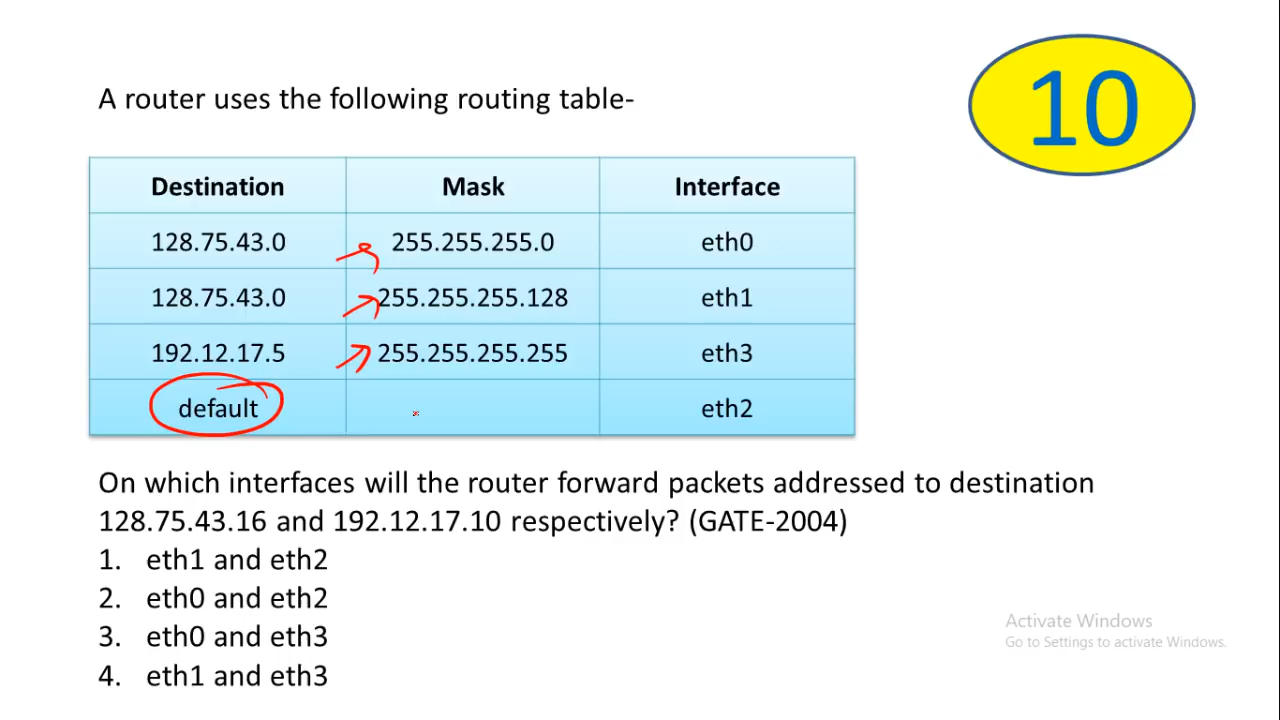 10
A router uses the following routing table-
Destination Mask Interface
128.75.43.0 255.255.255.0 eth0
128.75.43.0 255.255.255.128 eth1
192.12.17.5 255.255.255.255 eth3
default eth2
On which interfaces will the router forward packets addressed to destination
128.75.43.16 and 192.12.17.10 respectively? (GATE-2004)
1. eth1 and eth2
2. eth0 and eth2
3. eth0 and eth3
4. eth1 and eth3
Activate Windows
Go to Settings to activate Windows.